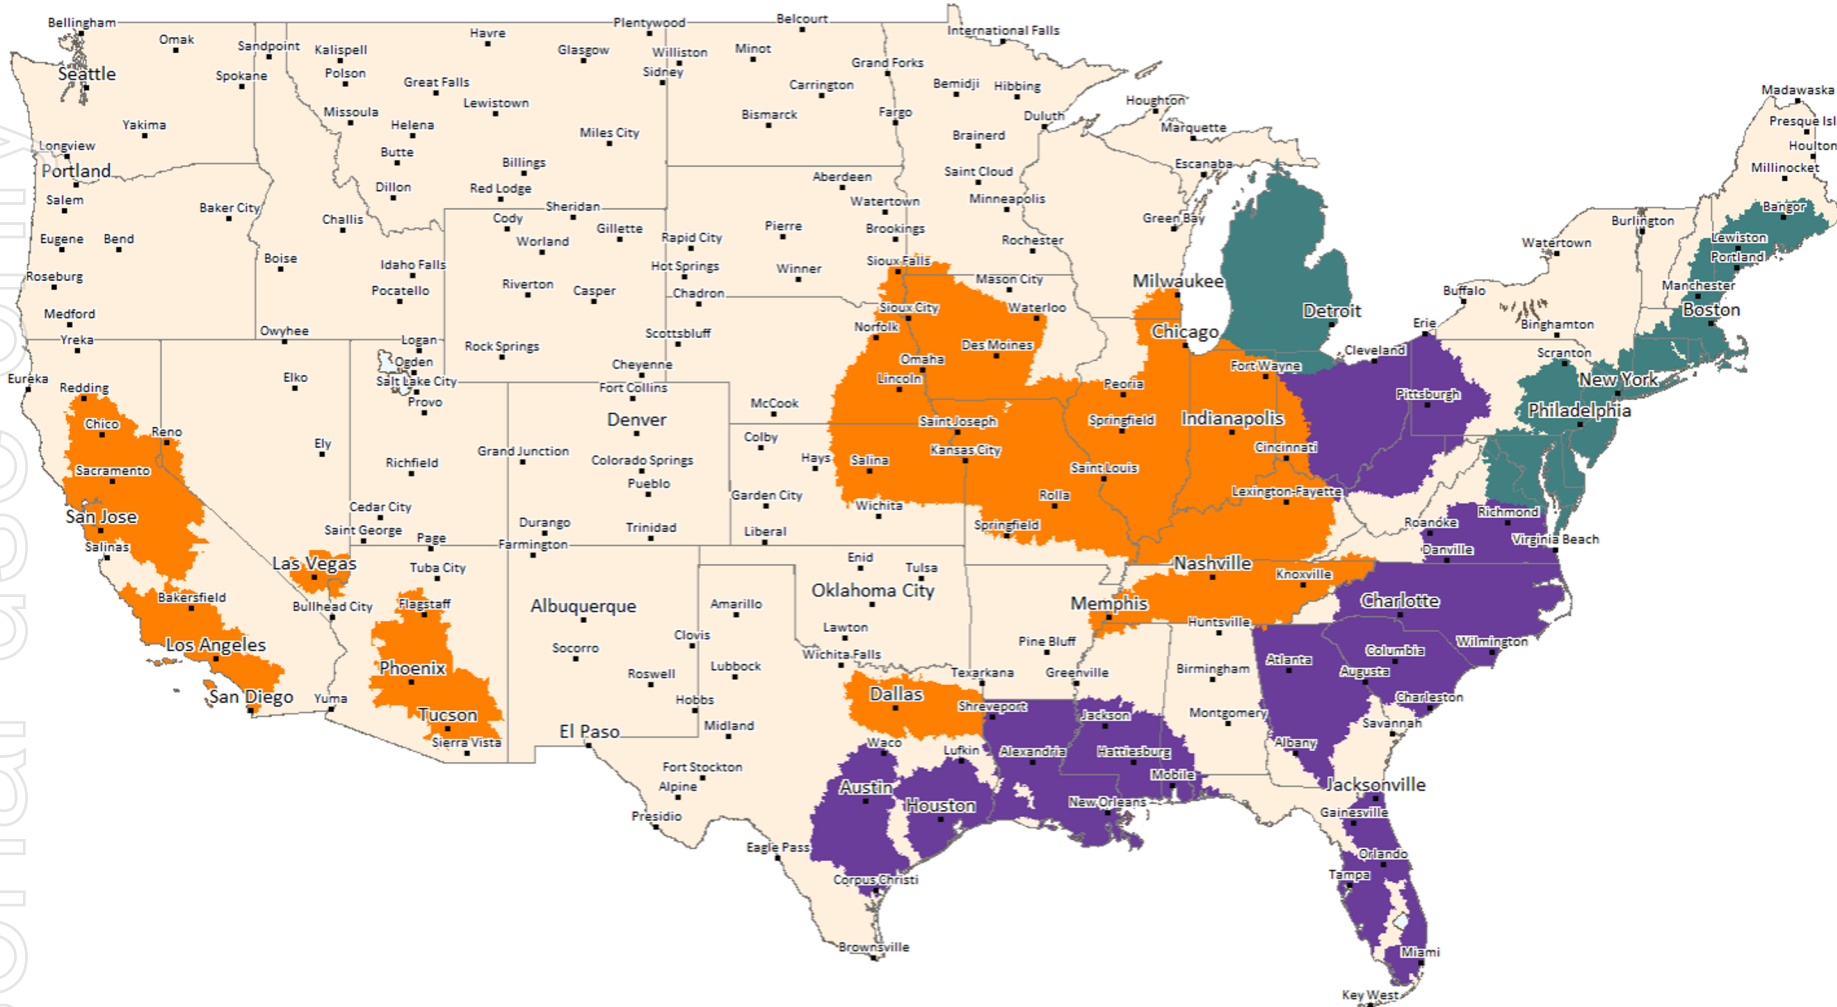 Bellingham
Omak
Sandpoint
Kalispell
Havre
Plentywood
Belcourt
International Falls
Seattle
Spokane
Polson
Great Falls
Glasgow
Williston
Sidney
Minot
Grand Forks
Carrington
Bemidji
Hibbing
Madawaska
Yakima
Missoula
Lewistown
Helena
Miles City
Bismarck
Fargo
Duluth
Houghton
Marquette
Presque Isl
Longview
Portland
Butte
Billings
Brainerd
Escanaba
Houlton
Millinocket
Salem
Baker City
Dillon
Red Lodge
Sheridan
Aberdeen
Watertown
Saint Cloud
Minneapolis
Green Bay
Bangor
Burlington
Eugene
Bend
Challis
Cody
Worland
Gillette
Rapid City
Pierre
Brookings
Rochester
Watertown
Lewiston
Portland
Roseburg
Boise
Idaho Falls
Pocatello
Riverton
Casper
Hot Springs
Chadron
Winner
Sioux Falls
Mason City
Milwaukee
Buffalo
Manchester
Medford
Yreka
Owyhee
Logan
Ogden
Rock Springs
Scottsbluff
Sioux City
Norfolk
Waterloo
Chicago
Detroit
Erie
Binghamton
Boston
Eureka
Redding
Elko
Salt Lake City
Provo
Cheyenne
Fort Collins
Omaha
Lincoln
Des Moines
Fort Wayne
Cleveland
Scranton
New York
Chico
Reno
Ely
Denver
McCook
Peoria
Pittsburgh
Philadelphia
Sacramento
Richfield
Grand Junction
Colorado Springs
Pueblo
Colby
Hays
Salina
Saint Joseph
Kansas City
Springfield
Indianapolis
Cincinnati
San Jose
Salinas
Cedar City
Saint George
Page
Durango
Farmington
Trinidad
Garden City
Liberal
Wichita
Rolla
Springfield
Saint Louis
Lexington-Fayette
Roanoke
Danville
Richmond
Virginia Beach
Las Vegas
Tuba City
Enid
Tulsa
Nashville
Knoxville
Bakersfield
Bullhead City
Flagstaff
Albuquerque
Amarillo
Oklahoma City
Memphis
Huntsville
Charlotte
Los Angeles
Socorro
Clovis
Lawton
Wichita Falls
Pine Bluff
Wilmington
San Diego
Yuma
Phoenix
Tucson
Sierra Vista
Roswell
Hobbs
Lubbock
Dallas
Texarkana
Greenville
Birmingham
Atlanta
Columbia
Augusta
Charleston
El Paso
Midland
Shreveport
Jackson
Montgomery
Savannah
Waco
Lufkin
Alexandria
Hattiesburg
Albany
Fort Stockton
Alpine
Presidio
Austin
Houston
Mobile
New Orleans
Jacksonville
Gainesville
Eagle Pass
Orlando
Tampa
Corpus Christi
Brownsville
Miami
Key West